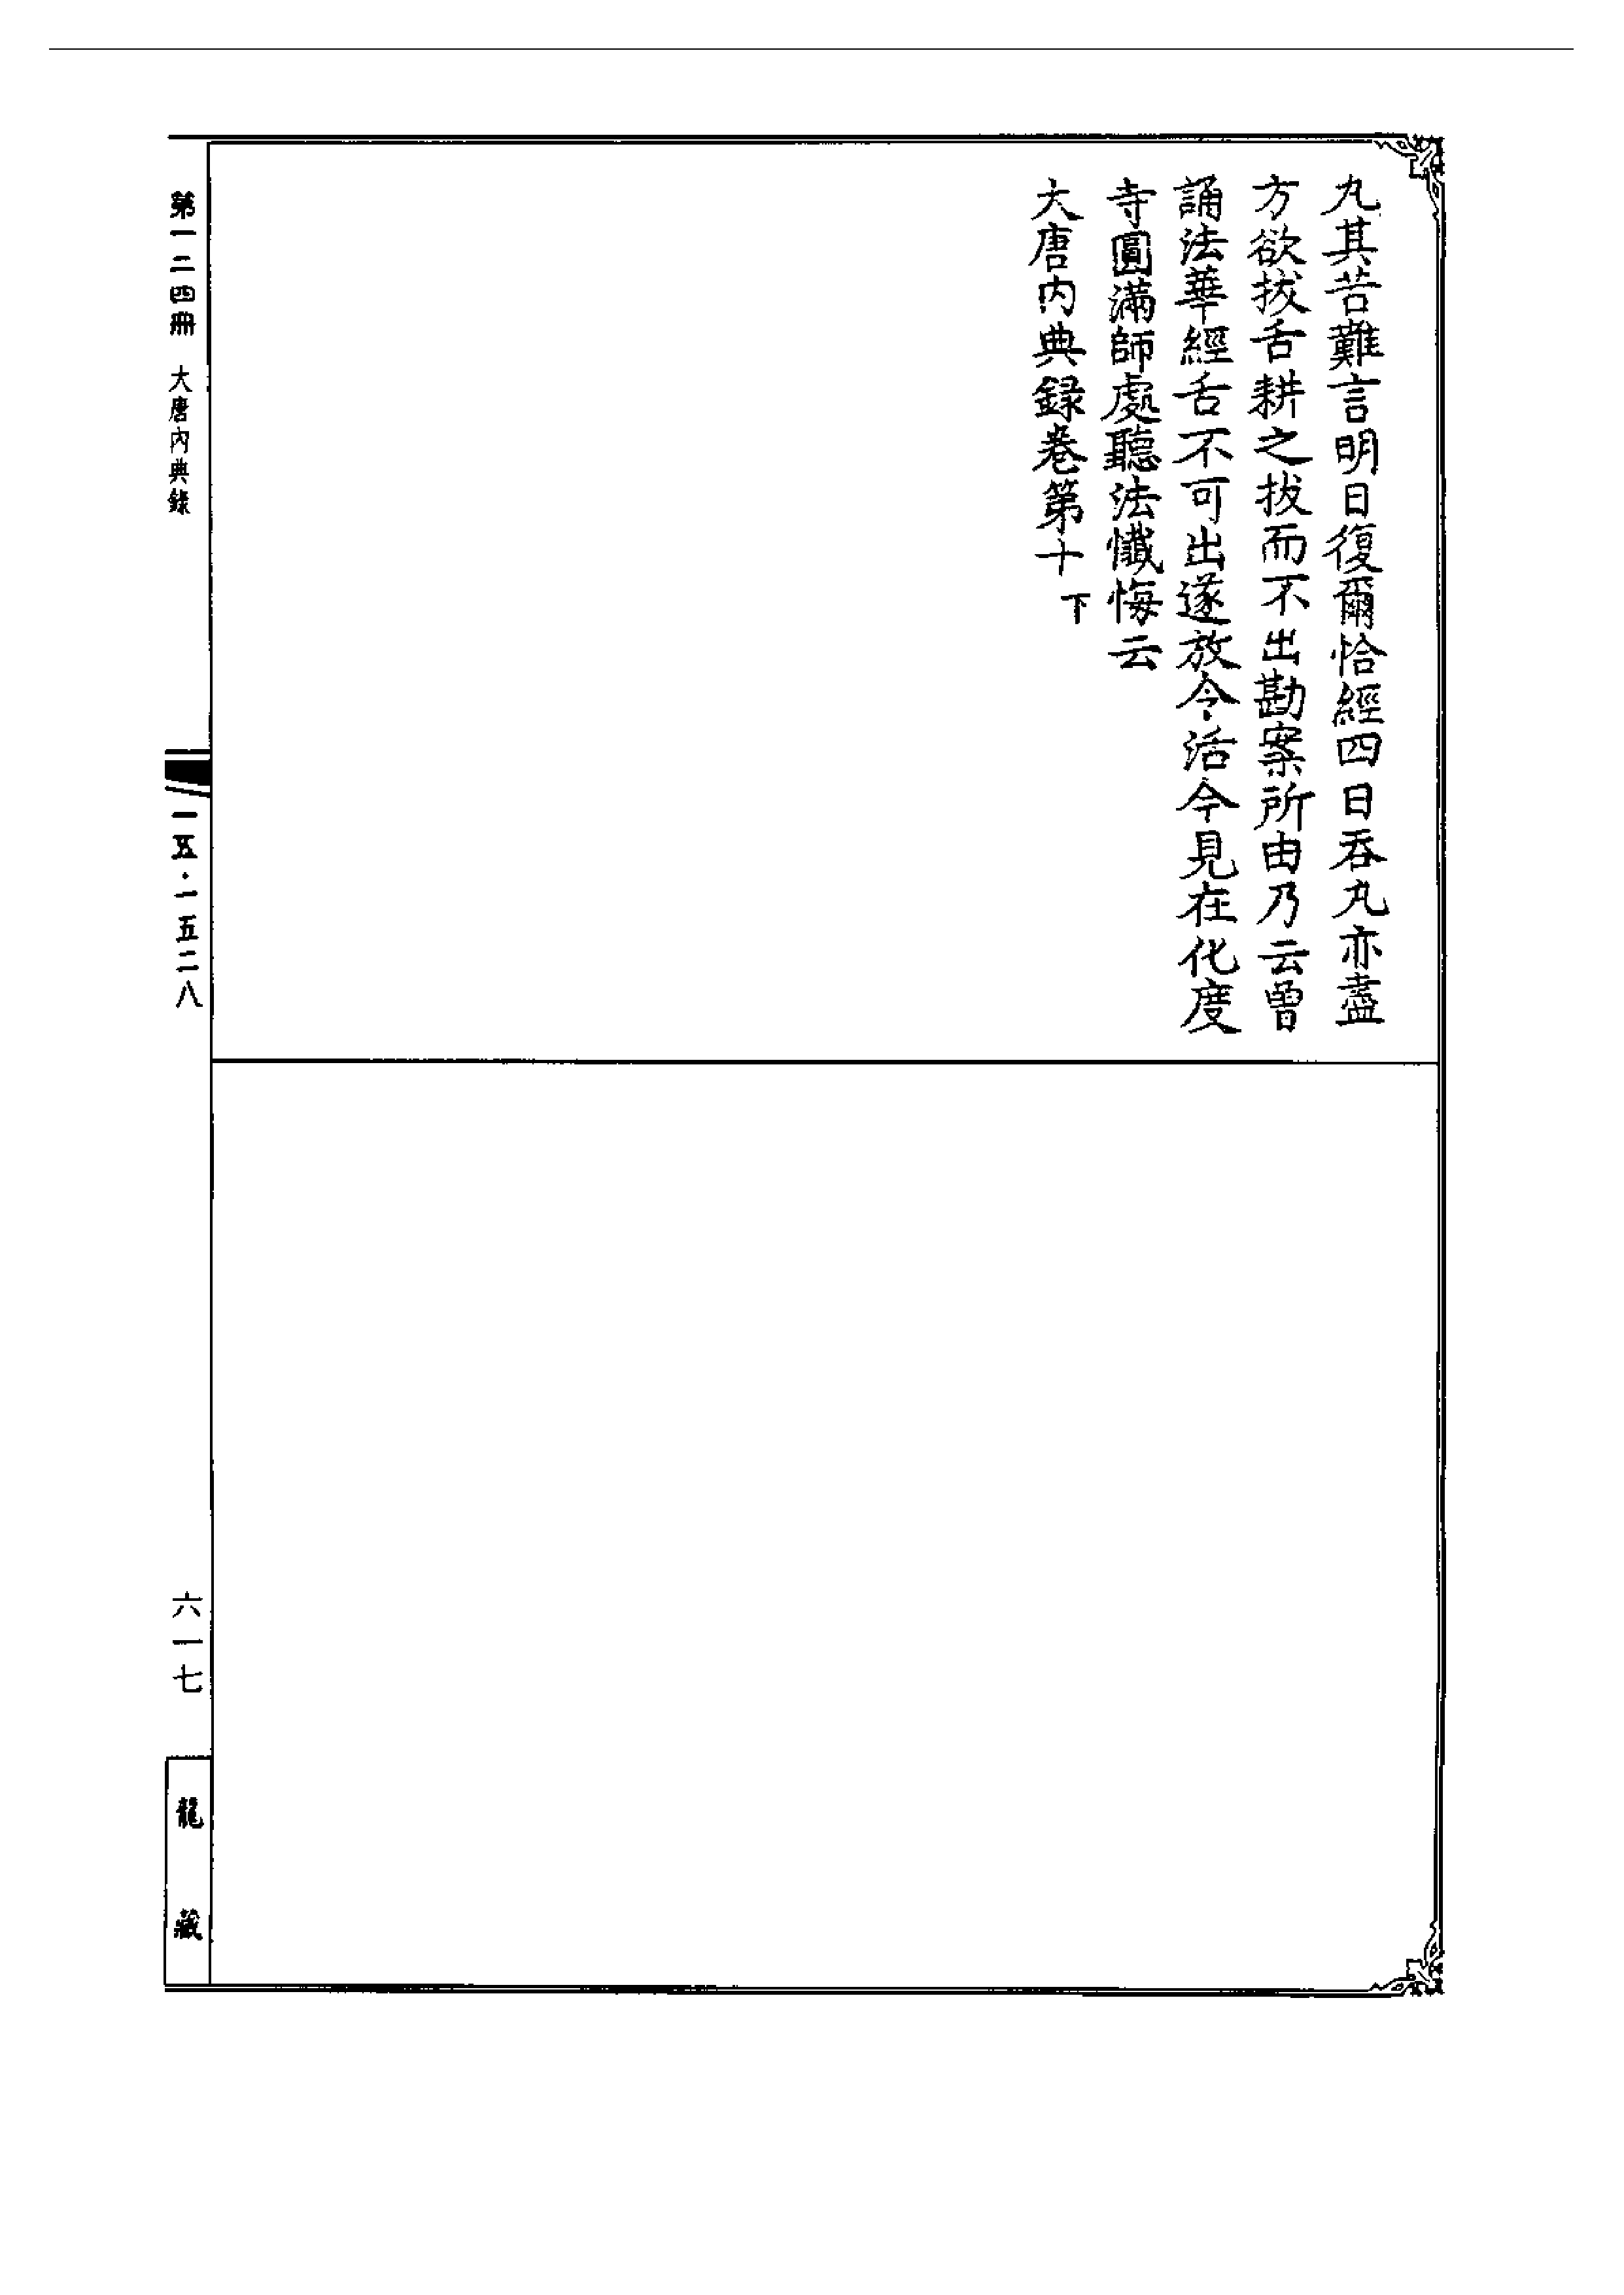 丸其苦難言明日復爾恰經四日吞丸亦盡
方欲拔舌耕之拔而不出勘案所由乃云曾
誦法華經舌不可出遂放令活今見在化度
寺圓滿師處聽法懺悔云
大唐內典録卷第十下
第一二四冊 大唐內典錄
一五·一五二八
六一七
龍藏